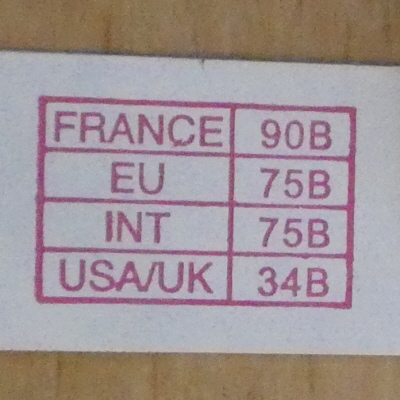 FRANCE 90B
EU 75B
INT 75B
USA/UK 34B